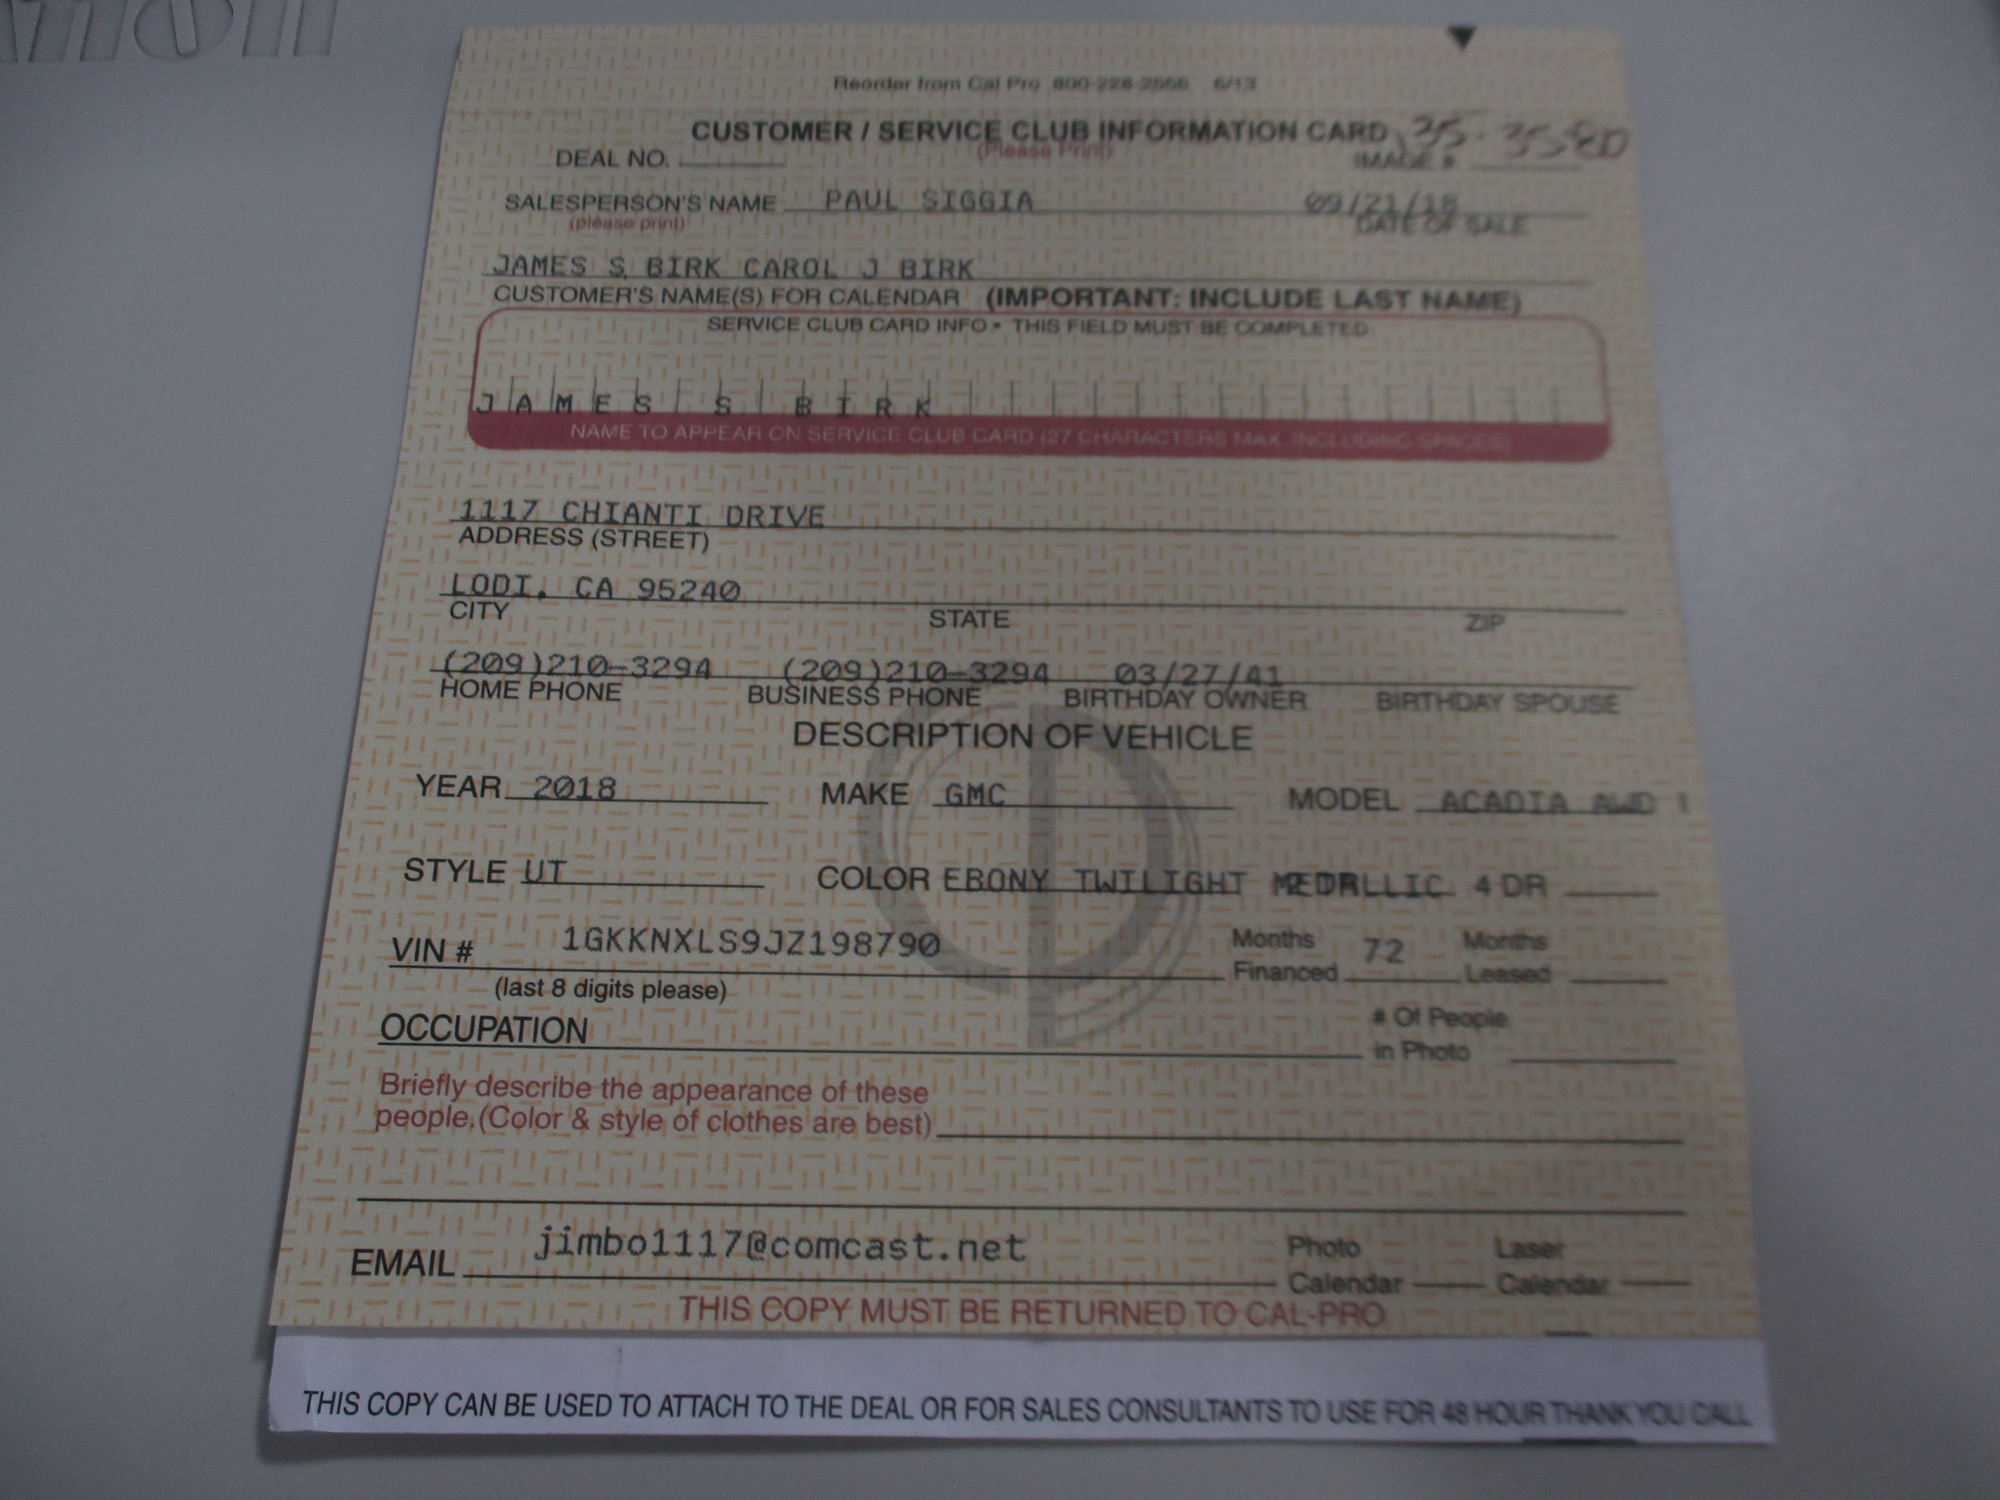 Reorder from Cal Pro 800-228-2566 6/13
CUSTOMER / SERVICE CLUB INFORMATION CARD 35-3580
(Please Print)
DEAL NO. IMAGE #
SALESPERSON'S NAME PAUL SIGGIA 09/21/18
(please print) DATE OF SALE
JAMES S BIRK CAROL J BIRK
CUSTOMER'S NAME(S) FOR CALENDAR (IMPORTANT: INCLUDE LAST NAME)
SERVICE CLUB CARD INFO • THIS FIELD MUST BE COMPLETED
JAMES S BIRK
NAME TO APPEAR ON SERVICE CLUB CARD (27 CHARACTERS MAX. INCLUDING SPACES)
1117 CHIANTI DRIVE
ADDRESS (STREET)
LODI, CA 95240
CITY STATE ZIP
(209)210-3294 (209)210-3294 03/27/41
HOME PHONE BUSINESS PHONE BIRTHDAY OWNER BIRTHDAY SPOUSE
DESCRIPTION OF VEHICLE
YEAR 2018 MAKE GMC MODEL ACADIA AWD
STYLE UT COLOR EBONY TWILIGHT 4 DR
VIN # 1GKKNXLS9JZ198790 Months Financed 72 Months Leased
(last 8 digits please)
OCCUPATION # Of People in Photo
Briefly describe the appearance of these
people.(Color & style of clothes are best)
EMAIL jimbo1117@comcast.net Photo Calendar Laser Calendar
THIS COPY MUST BE RETURNED TO CAL-PRO
THIS COPY CAN BE USED TO ATTACH TO THE DEAL OR FOR SALES CONSULTANTS TO USE FOR 48 HOUR THANK YOU CALL